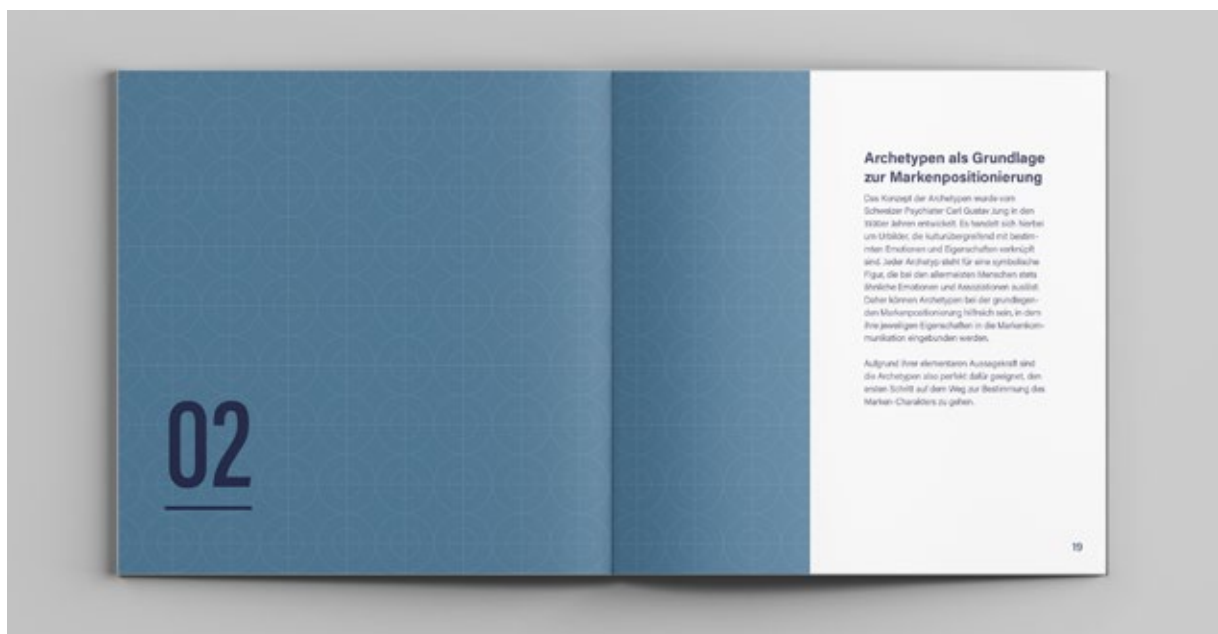 02
Archetypen als Grundlage
zur Markenpositionierung
Das Konzept der Archetypen wurde vom
Schweizer Psychiater Carl Gustav Jung in den
Jahren entwickelt. Es handelt sich hierbei
um Urbilder, die kulturübergreifend mit bestim-
mten Emotionen und Eigenschaften verknüpft
sind. Jeder Archetyp steht für eine symbolische
Figur, die bei den allermeisten Menschen stets
ähnliche Emotionen und Assoziationen auslöst.
Daher können Archetypen bei der grundlegen-
den Markenpositionierung hilfreich sein, in dem
ihre jeweiligen Eigenschaften in die Markenkom-
munikation eingebunden werden.
Aufgrund ihrer elementaren Aussagekraft sind
die Archetypen also perfekt dafür geeignet, den
ersten Schritt auf dem Weg zur Bestimmung des
Marken-Charakters zu gehen.
19